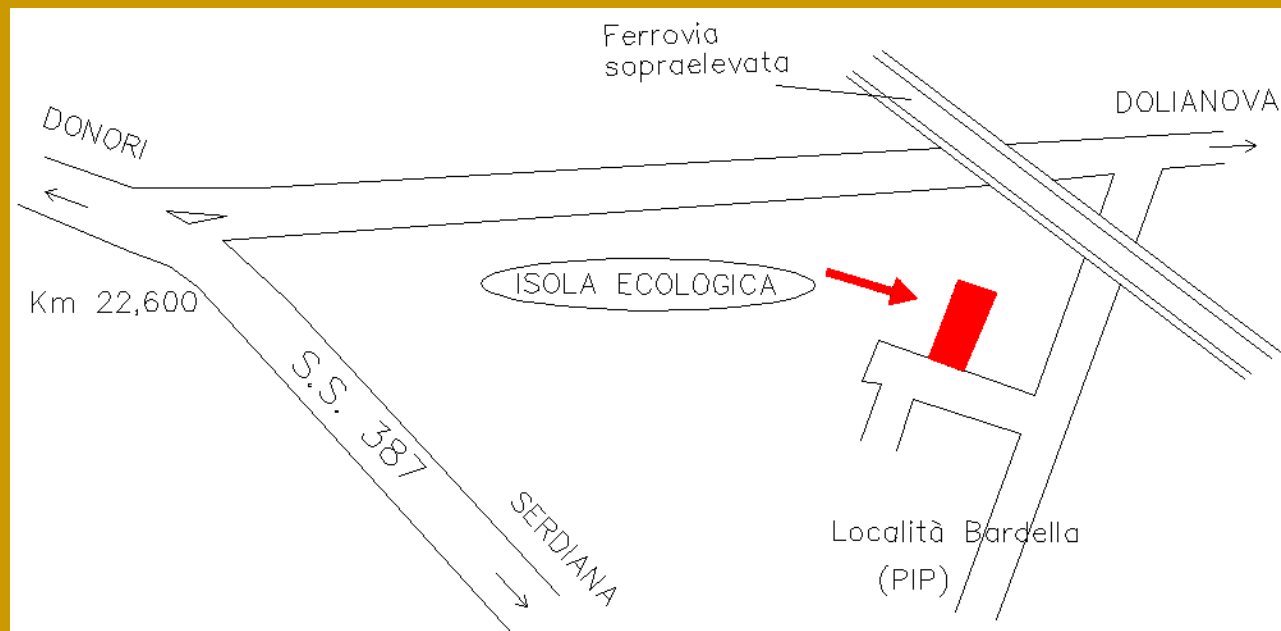 Ferrovia
sopraelevata
DOLIANOVA
DONORI
ISOLA ECOLOGICA
Km 22,600
S.S. 387
SERDIANA
Località Bardella
(PIP)